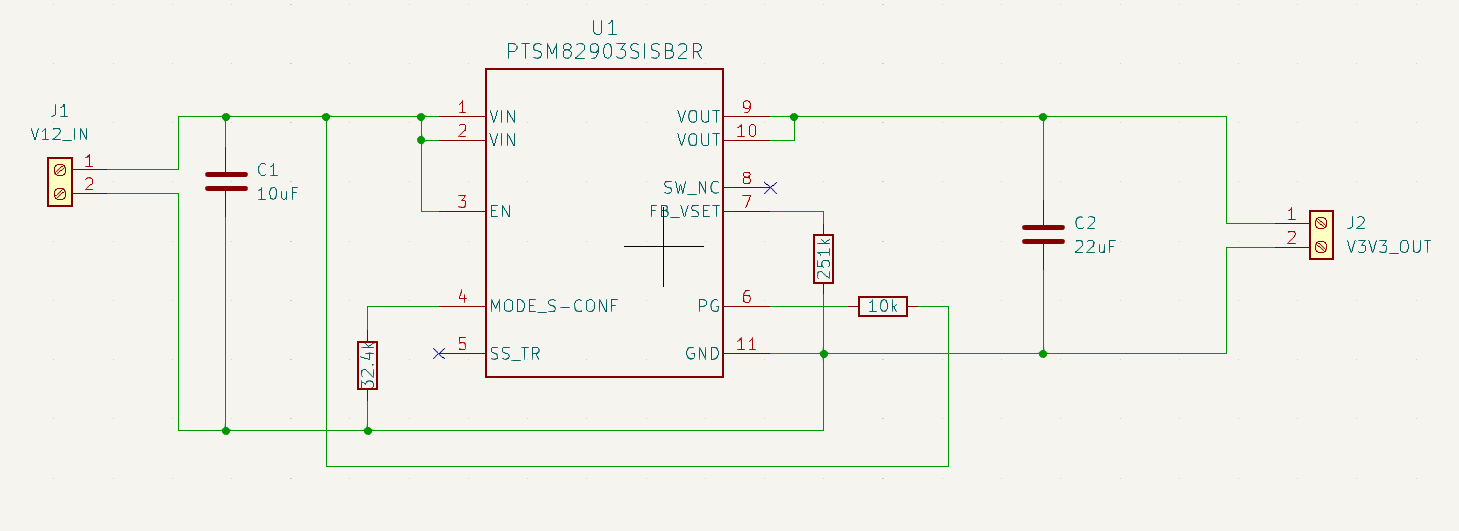 U1
PTSM82903SISB2R
J1
V12_IN
1
2
C1
10uF
1 VIN
2 VIN
3 EN
4 MODE_S-CONF
5 SS_TR
32.4k
VOUT 9
VOUT 10
SW_NC 8
FB_VSET 7
PG 6
GND 11
251k
10k
C2
22uF
1
2
J2
V3V3_OUT